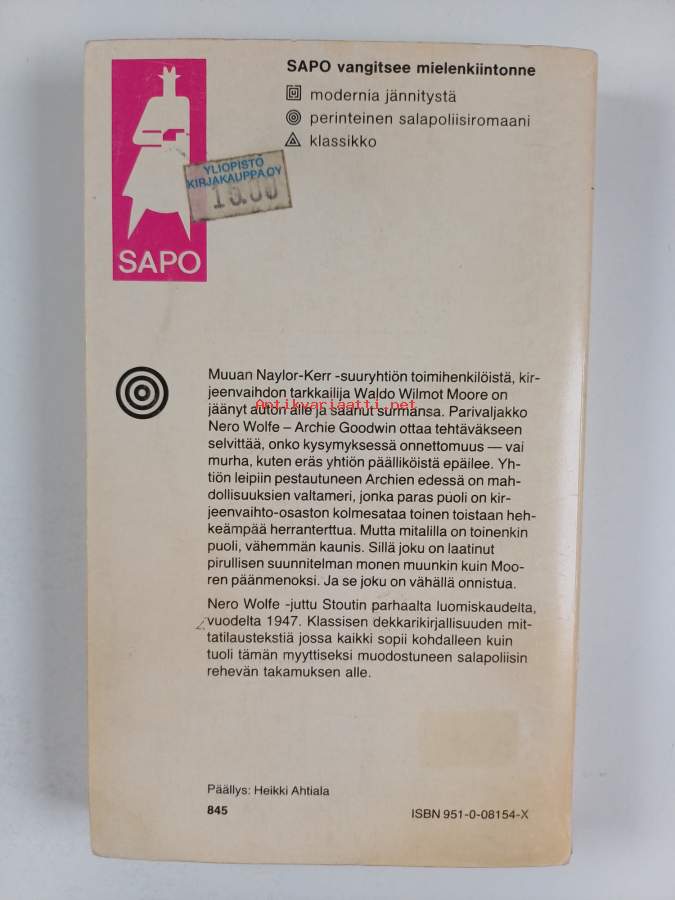 SAPO vangitsee mielenkiintonne
modernia jännitystä
perinteinen salapoliisiromaani
klassikko
YLIOPISTO
KIRJAKAUPPA OY
15.00
SAPO
Muuan Naylor-Kerr -suuryhtiön toimihenkilöistä, kir-
jeenvaihdon tarkkailija Waldo Wilmot Moore on
jäänyt auton alle ja saanut surmansa. Parivaljakko
Antikvariaatti.net
Nero Wolfe – Archie Goodwin ottaa tehtäväkseen
selvittää, onko kysymyksessä onnettomuus — vai
murha, kuten eräs yhtiön päälliköistä epäilee. Yh-
tiön leipiin pestautuneen Archien edessä on mah-
dollisuuksien valtameri, jonka paras puoli on kir-
jeenvaihto-osaston kolmesataa toinen toistaan heh-
keämpää herranterttua. Mutta mitalilla on toinenkin
puoli, vähemmän kaunis. Sillä joku on laatinut
pirullisen suunnitelman monen muunkin kuin Moo-
ren päänmenoksi. Ja se joku on vähällä onnistua.
Nero Wolfe -juttu Stoutin parhaalta luomiskaudelta,
vuodelta 1947. Klassisen dekkarikirjallisuuden mit-
tatilaustekstiä jossa kaikki sopii kohdalleen kuin
tuoli tämän myyttiseksi muodostuneen salapoliisin
rehevän takamuksen alle.
Päällys: Heikki Ahtiala
845
ISBN 951-0-08154-X